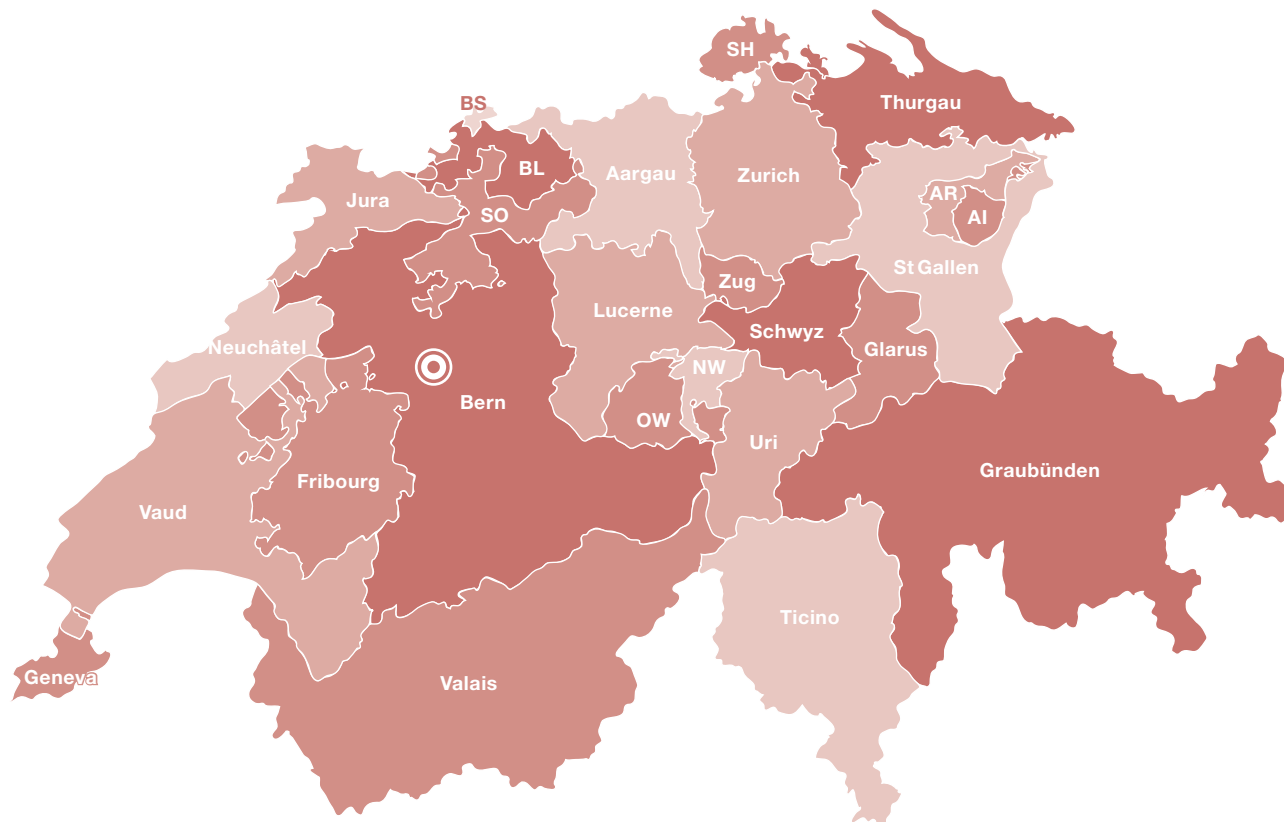 SH
BS
Thurgau
BL
Aargau
Zurich
Jura
AR
SO
AI
St Gallen
Zug
Lucerne
Schwyz
Neuchâtel
Glarus
NW
Bern
OW
Uri
Graubünden
Fribourg
Vaud
Ticino
Geneva
Valais